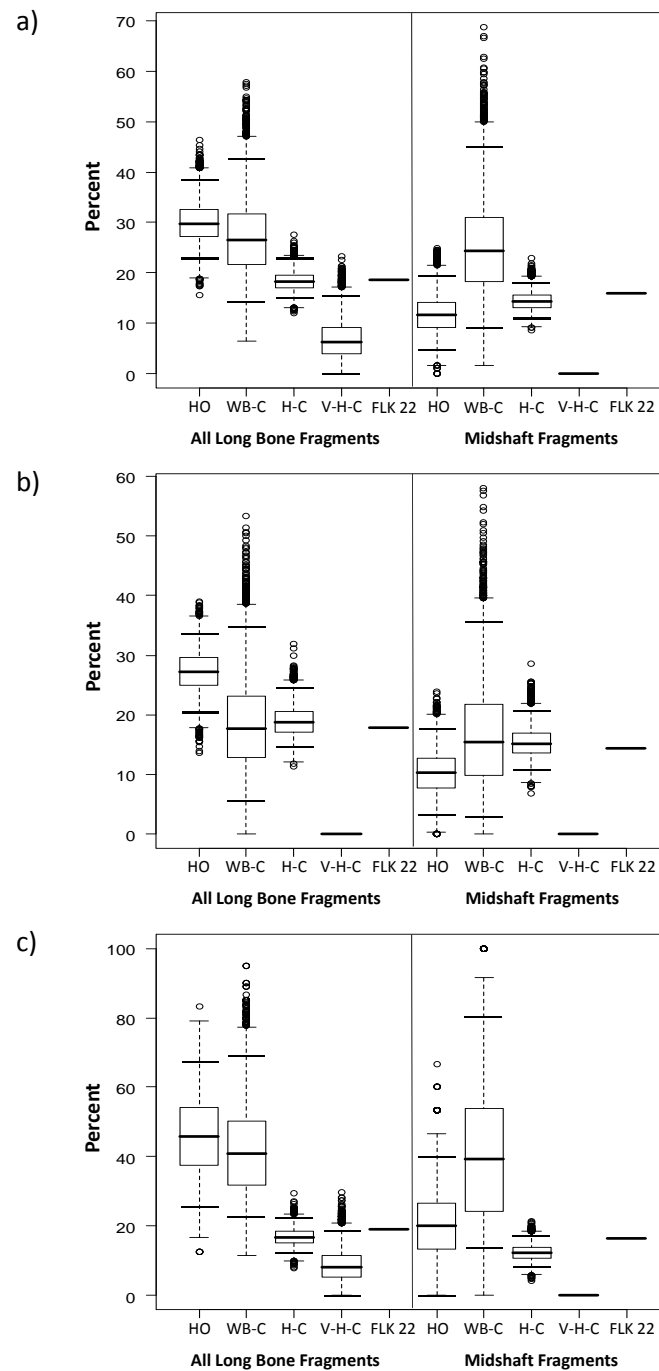 a)
70
60
50
40
30
20
10
0
Percent
HO WB-C H-C V-H-C FLK 22 HO WB-C H-C V-H-C FLK 22
All Long Bone Fragments Midshaft Fragments
b)
60
50
40
30
20
10
0
Percent
HO WB-C H-C V-H-C FLK 22 HO WB-C H-C V-H-C FLK 22
All Long Bone Fragments Midshaft Fragments
c)
100
80
60
40
20
0
Percent
HO WB-C H-C V-H-C FLK 22 HO WB-C H-C V-H-C FLK 22
All Long Bone Fragments Midshaft Fragments